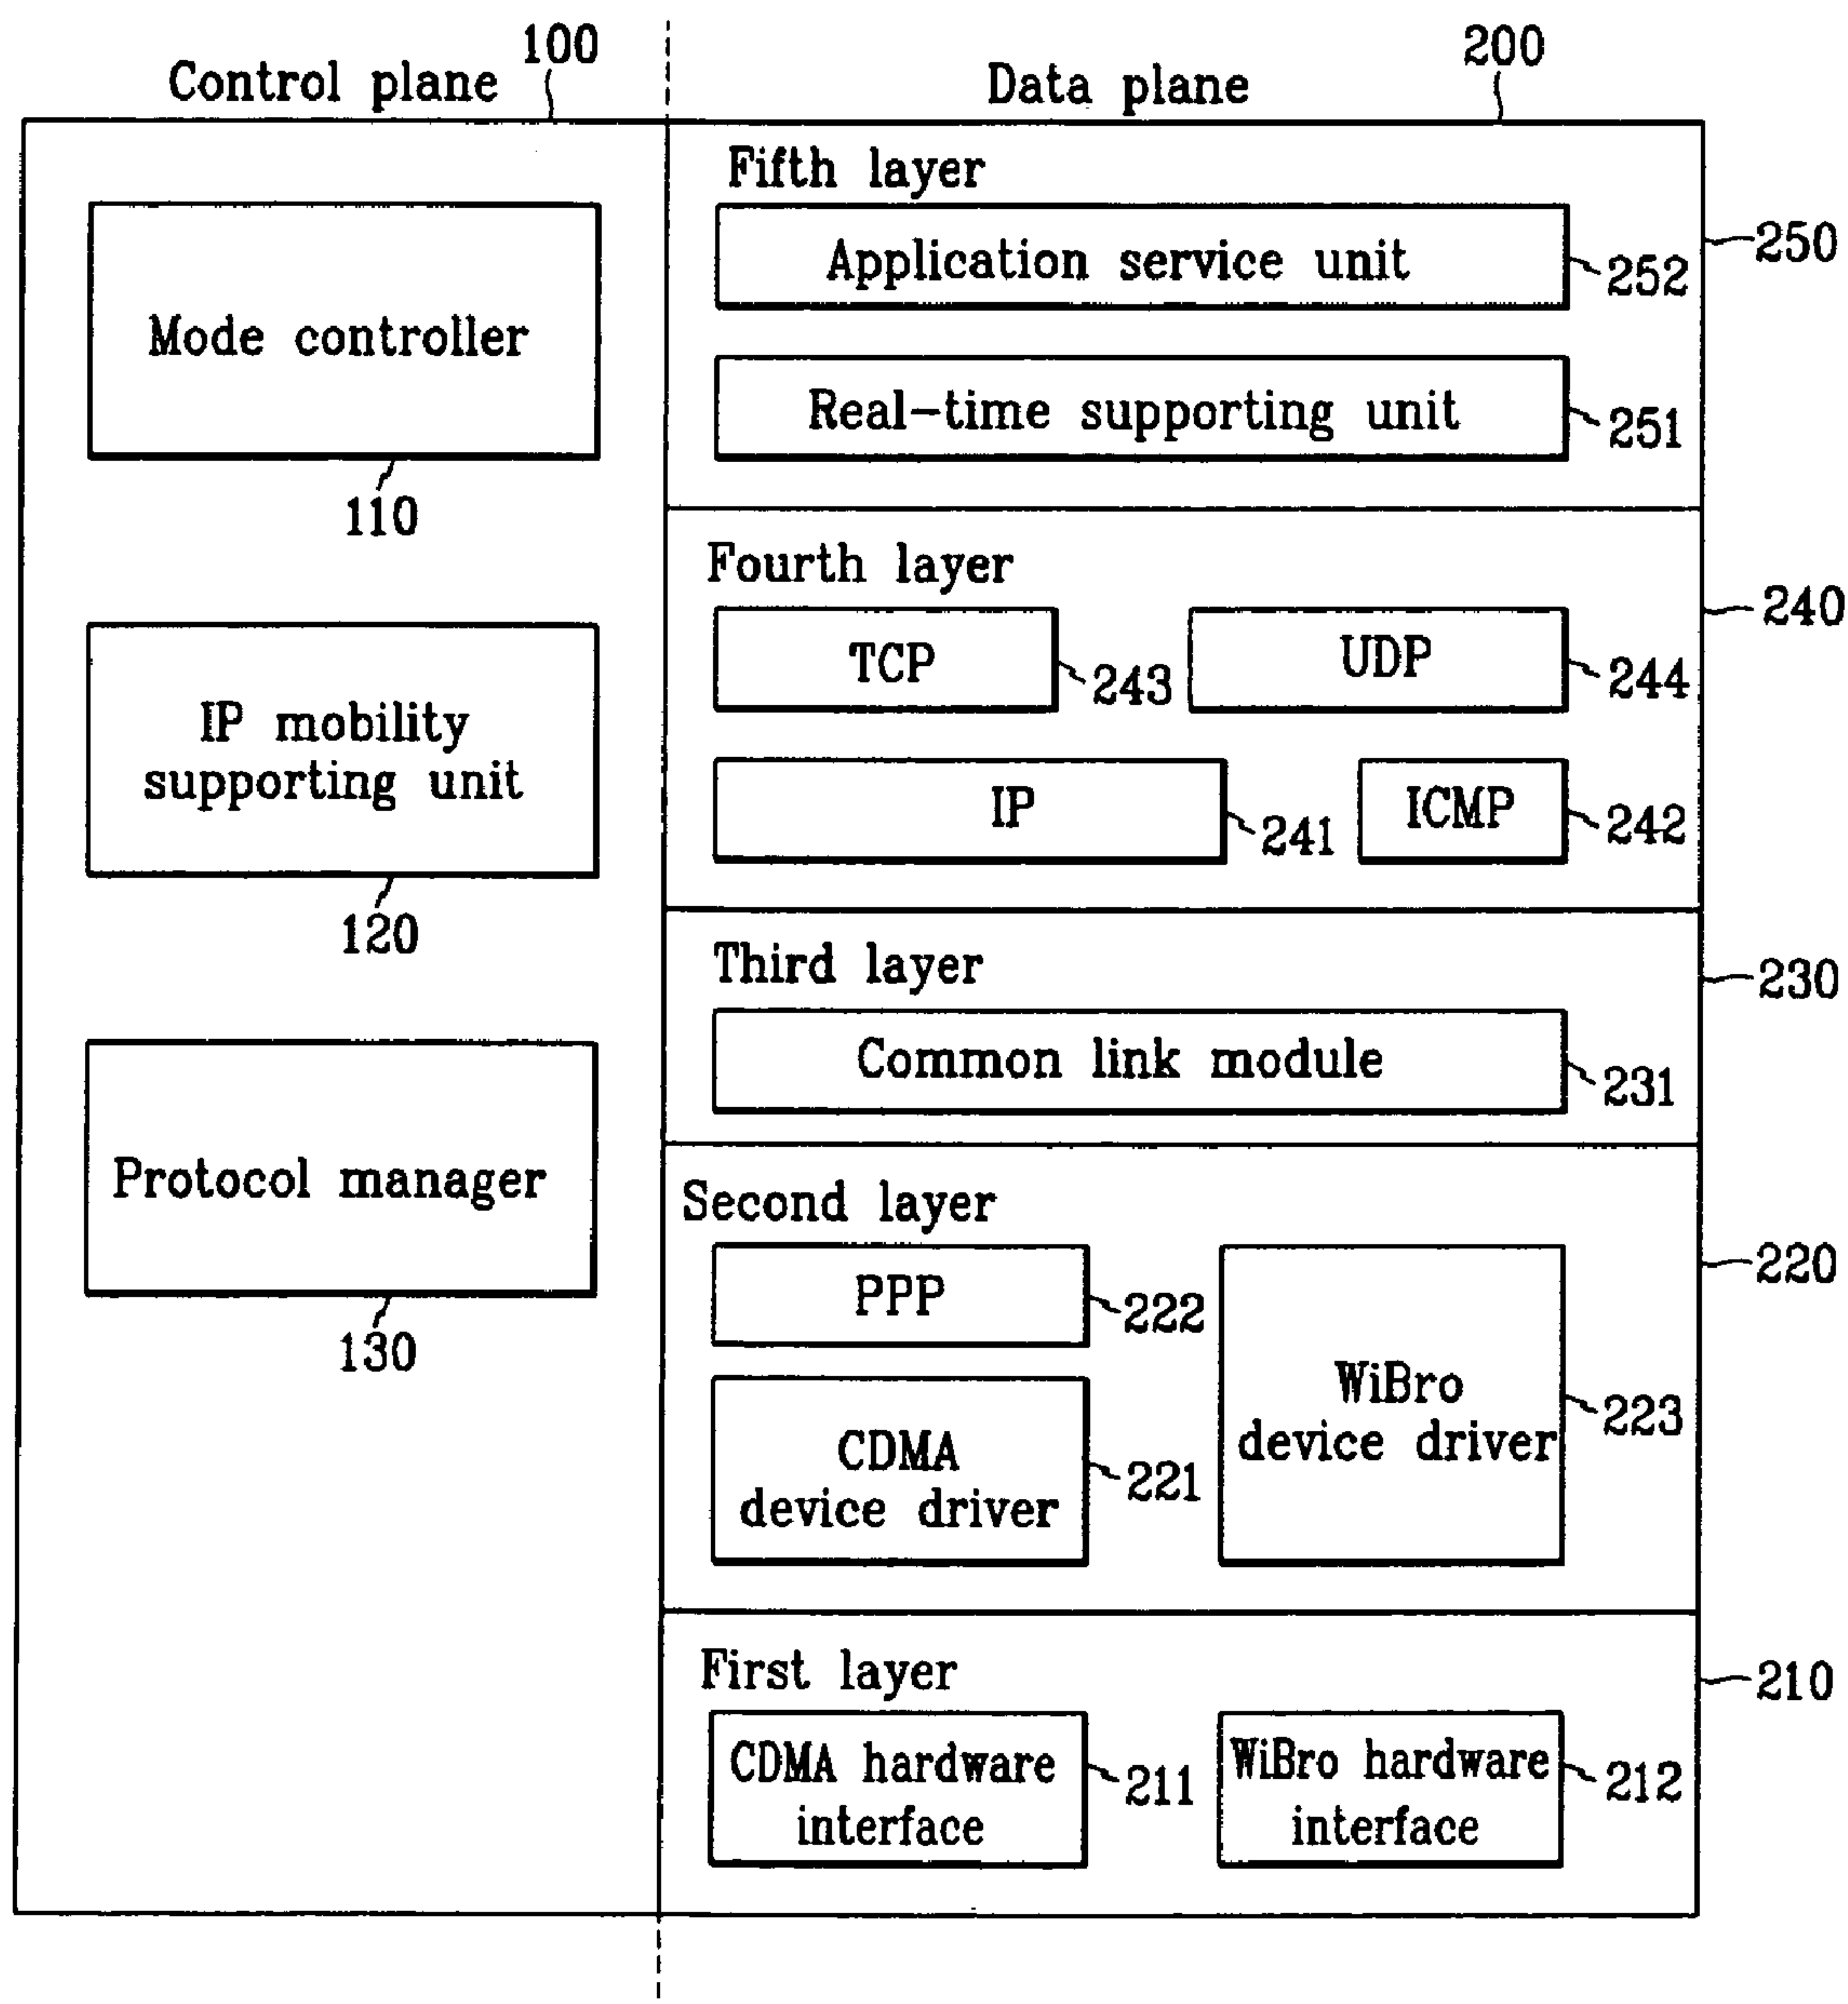 Control plane
100
Data plane
200
Mode controller
110
IP mobility
supporting unit
120
Protocol manager
130
Fifth layer
250
Application service unit
252
Real-time supporting unit
251
Fourth layer
240
TCP
243
UDP
244
IP
241
ICMP
242
Third layer
230
Common link module
231
Second layer
220
PPP
222
CDMA
device driver
221
WiBro
device driver
223
First layer
210
CDMA hardware
interface
211
WiBro hardware
interface
212